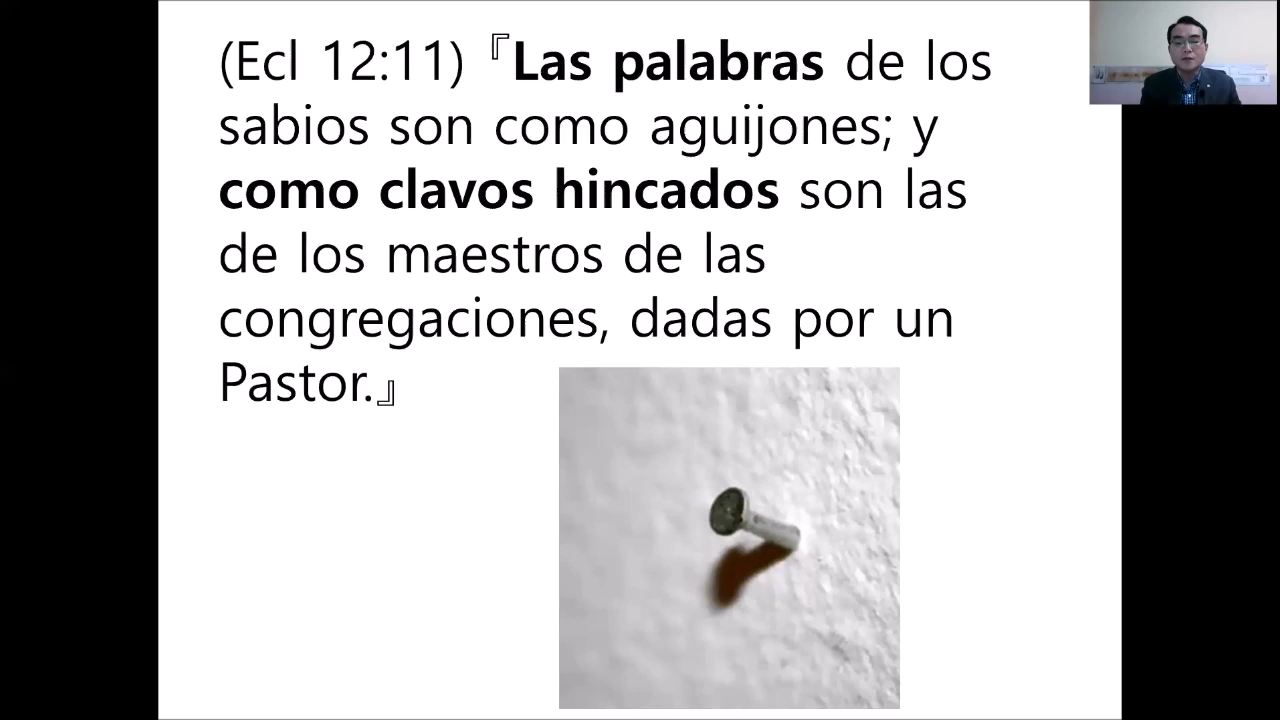 (Ecl 12:11)『Las palabras de los
sabios son como aguijones; y
como clavos hincados son las
de los maestros de las
congregaciones, dadas por un
Pastor.』